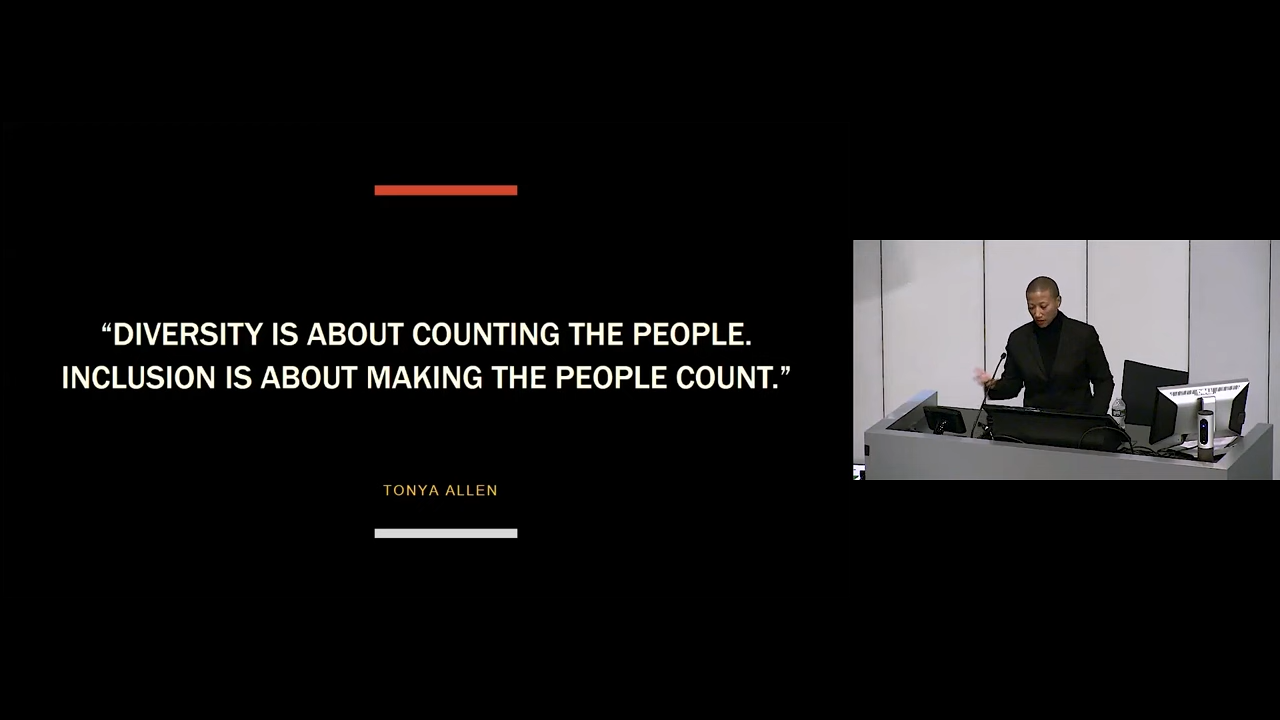 “DIVERSITY IS ABOUT COUNTING THE PEOPLE.
INCLUSION IS ABOUT MAKING THE PEOPLE COUNT.”
TONYA ALLEN